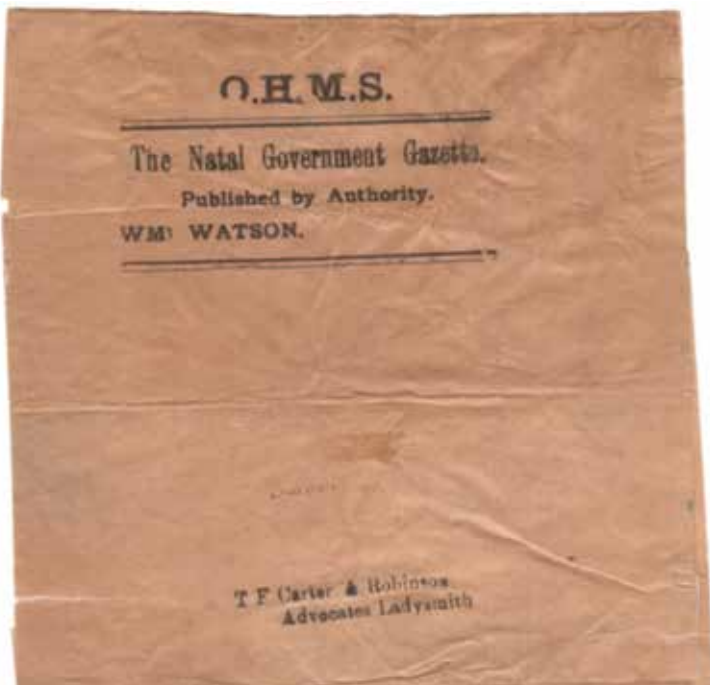 O.H.M.S.
The Natal Government Gazette.
Published by Authority.
WM: WATSON.
T F Carter & Robinson
Advocates Ladysmith